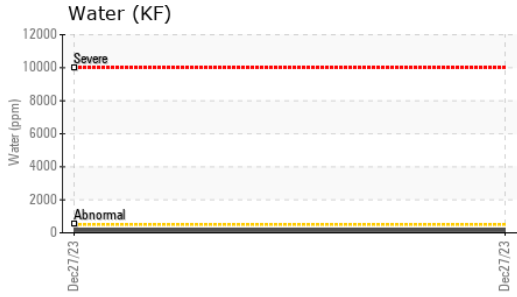 Water (KF)
12000
10000
8000
6000
4000
2000
0
Water (ppm)
Severe
Abnormal
Dec27/23
Dec27/23